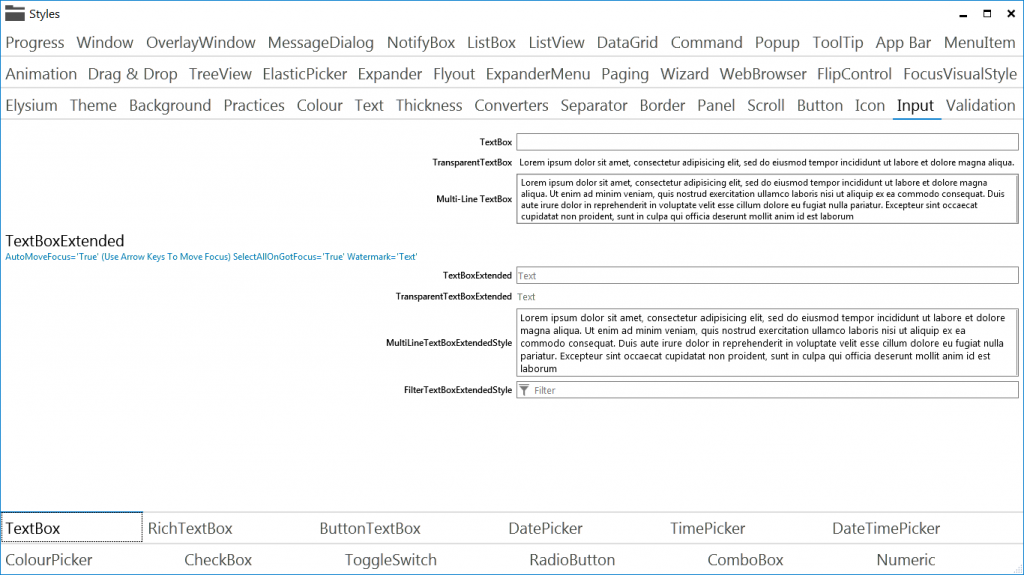 Styles
Progress Window OverlayWindow MessageDialog NotifyBox ListBox ListView DataGrid Command Popup ToolTip App Bar MenuItem
Animation Drag & Drop TreeView ElasticPicker Expander Flyout ExpanderMenu Paging Wizard WebBrowser FlipControl FocusVisualStyle
Elysium Theme Background Practices Colour Text Thickness Converters Separator Border Panel Scroll Button Icon Input Validation
TextBox
TransparentTextBox Lorem ipsum dolor sit amet, consectetur adipisicing elit, sed do eiusmod tempor incididunt ut labore et dolore magna aliqua.
Multi-Line TextBox
Lorem ipsum dolor sit amet, consectetur adipisicing elit, sed do eiusmod tempor incididunt ut labore et dolore magna
aliqua. Ut enim ad minim veniam, quis nostrud exercitation ullamco laboris nisi ut aliquip ex ea commodo consequat. Duis
aute irure dolor in reprehenderit in voluptate velit esse cillum dolore eu fugiat nulla pariatur. Excepteur sint occaecat
cupidatat non proident, sunt in culpa qui officia deserunt mollit anim id est laborum
TextBoxExtended
AutoMoveFocus='True' (Use Arrow Keys To Move Focus) SelectAllOnGotFocus='True' Watermark='Text'
TextBoxExtended Text
TransparentTextBoxExtended Text
MultiLineTextBoxExtendedStyle
Lorem ipsum dolor sit amet, consectetur adipisicing elit, sed do eiusmod tempor incididunt ut labore et dolore
magna aliqua. Ut enim ad minim veniam, quis nostrud exercitation ullamco laboris nisi ut aliquip ex ea
commodo consequat. Duis aute irure dolor in reprehenderit in voluptate velit esse cillum dolore eu fugiat nulla
pariatur. Excepteur sint occaecat cupidatat non proident, sunt in culpa qui officia deserunt mollit anim id est
laborum
FilterTextBoxExtendedStyle Filter
TextBox RichTextBox ButtonTextBox DatePicker TimePicker DateTimePicker
ColourPicker CheckBox ToggleSwitch RadioButton ComboBox Numeric